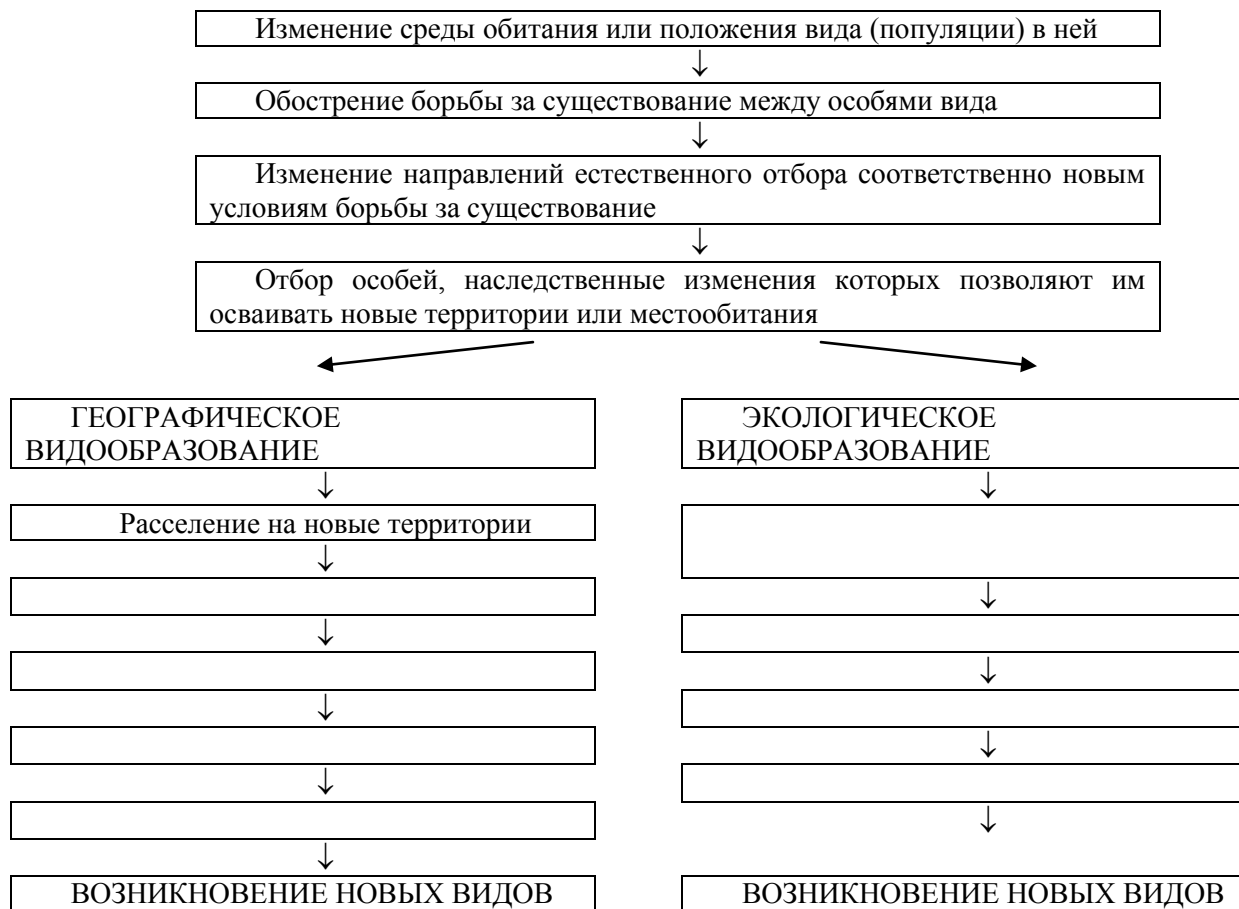 Изменение среды обитания или положения вида (популяции) в ней
↓
Обострение борьбы за существование между особями вида
↓
Изменение направлений естественного отбора соответственно новым
условиям борьбы за существование
↓
Отбор особей, наследственные изменения которых позволяют им
осваивать новые территории или местообитания
ГЕОГРАФИЧЕСКОЕ
ВИДООБРАЗОВАНИЕ
↓
Расселение на новые территории
↓
↓
↓
↓
↓
ВОЗНИКНОВЕНИЕ НОВЫХ ВИДОВ
ЭКОЛОГИЧЕСКОЕ
ВИДООБРАЗОВАНИЕ
↓
↓
↓
↓
↓
ВОЗНИКНОВЕНИЕ НОВЫХ ВИДОВ